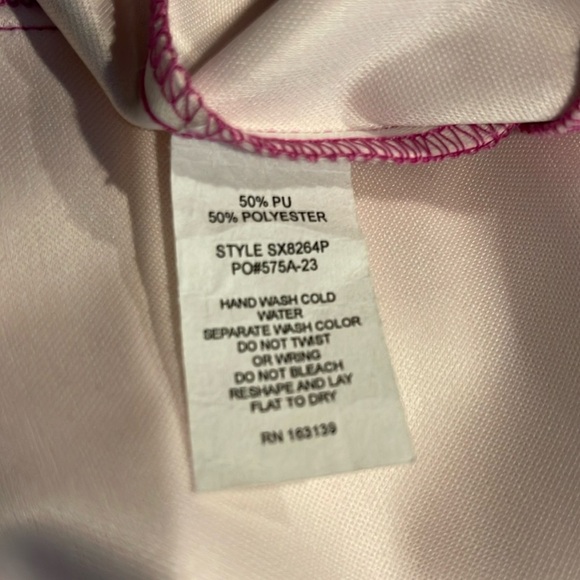 50% PU
50% POLYESTER
STYLE SX8264P
PO#575A-23
HAND WASH COLD
WATER
SEPARATE WASH COLOR
DO NOT TWIST
OR WRING
DO NOT BLEACH
RESHAPE AND LAY
FLAT TO DRY
RN 163139